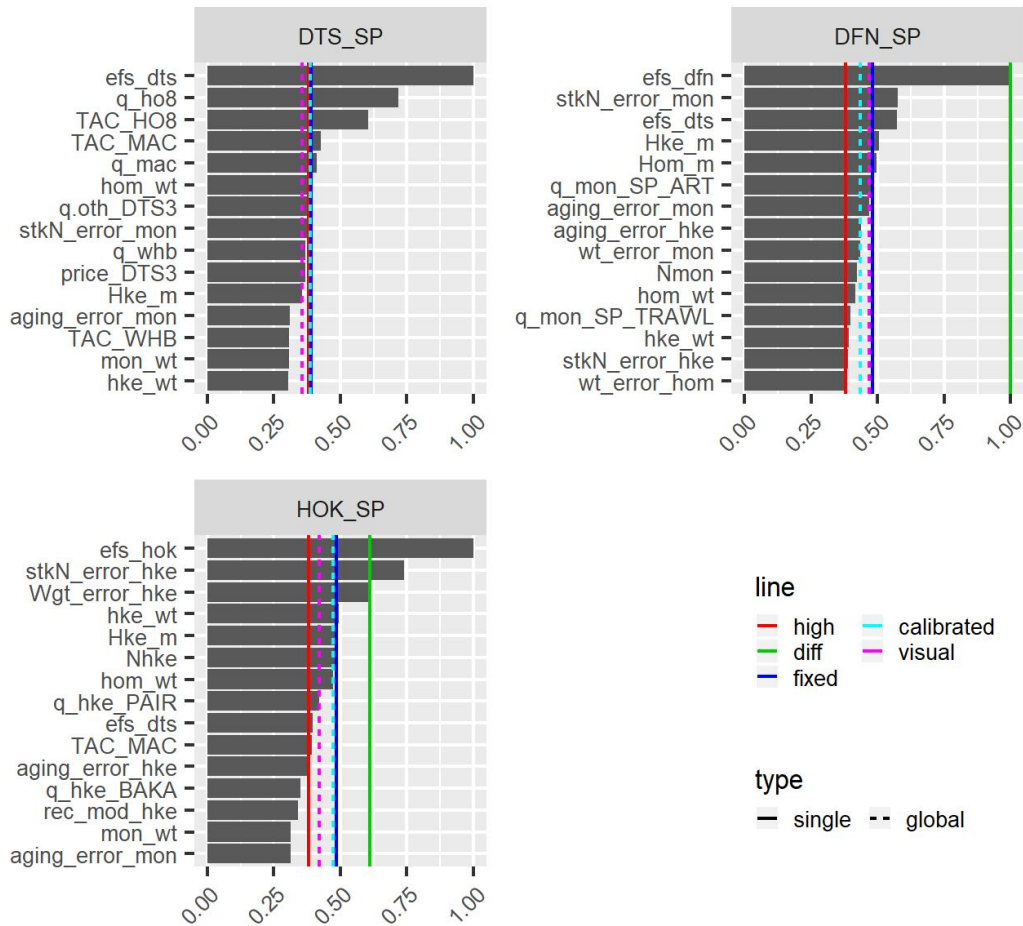 DTS_SP
efs_dts
q_ho8
TAC_HO8
TAC_MAC
q_mac
hom_wt
q.oth_DTS3
stkN_error_mon
q_whb
price_DTS3
Hke_m
aging_error_mon
TAC_WHB
mon_wt
hke_wt
0.00
0.25
0.50
0.75
1.00
DFN_SP
efs_dfn
stkN_error_mon
efs_dts
Hke_m
Hom_m
q_mon_SP_ART
aging_error_mon
aging_error_hke
wt_error_mon
Nmon
hom_wt
q_mon_SP_TRAWL
hke_wt
stkN_error_hke
wt_error_hom
0.00
0.25
0.50
0.75
1.00
HOK_SP
efs_hok
stkN_error_hke
Wgt_error_hke
hke_wt
Hke_m
Nhke
hom_wt
q_hke_PAIR
efs_dts
TAC_MAC
aging_error_hke
q_hke_BAKA
rec_mod_hke
mon_wt
aging_error_mon
0.00
0.25
0.50
0.75
1.00
line
high
calibrated
diff
visual
fixed
type
single
global